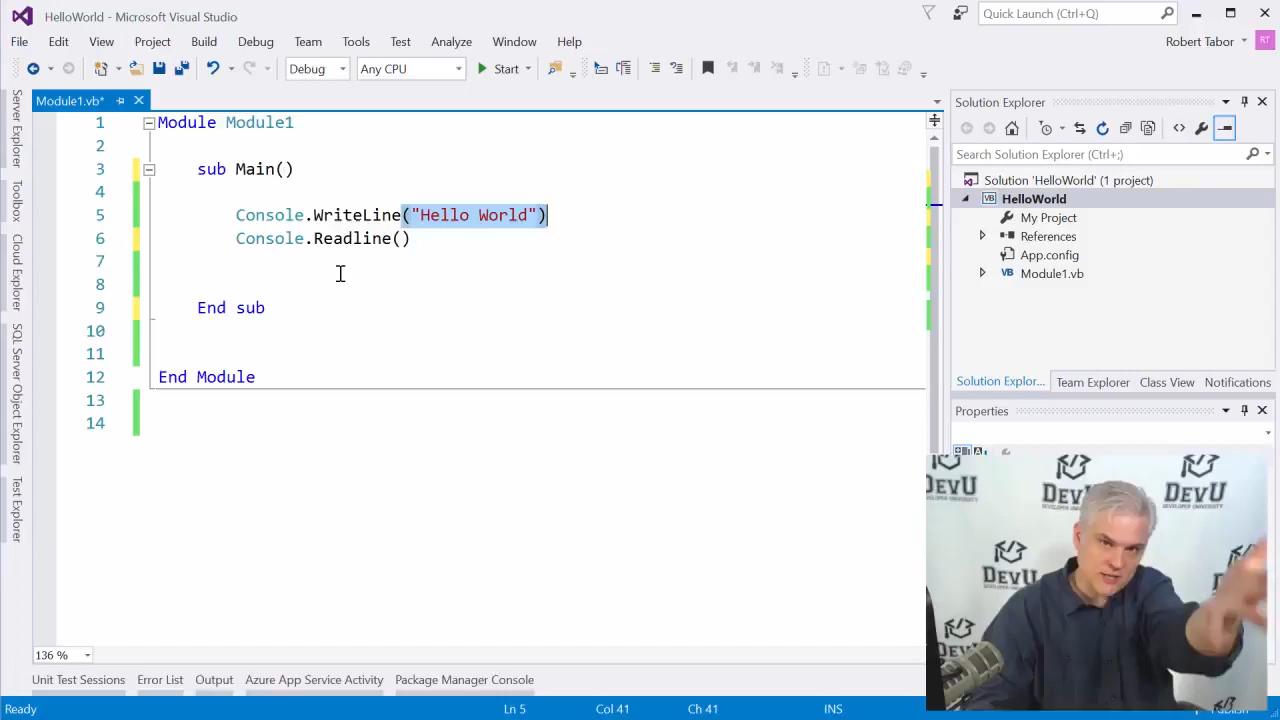 HelloWorld - Microsoft Visual Studio
Quick Launch (Ctrl+Q)
File Edit View Project Build Debug Team Tools Test Analyze Window Help
Robert Tabor RT
Debug Any CPU Start
Server Explorer
Toolbox
Cloud Explorer
SQL Server Object Explorer
Test Explorer
Module1.vb*
1 Module Module1
2
3 sub Main()
4
5 Console.WriteLine("Hello World")
6 Console.Readline()
7
8
9 End sub
10
11
12 End Module
13
14
136 %
Solution Explorer
Search Solution Explorer (Ctrl+;)
Solution 'HelloWorld' (1 project)
VB HelloWorld
My Project
References
App.config
VB Module1.vb
Solution Explor... Team Explorer Class View Notifications
Properties
DevU
DEVELOPER UNIVERSITY
DevU
DEVELOPER UNIVERSITY
DevU
Unit Test Sessions Error List Output Azure App Service Activity Package Manager Console
Ready Ln 5 Col 41 Ch 41 INS